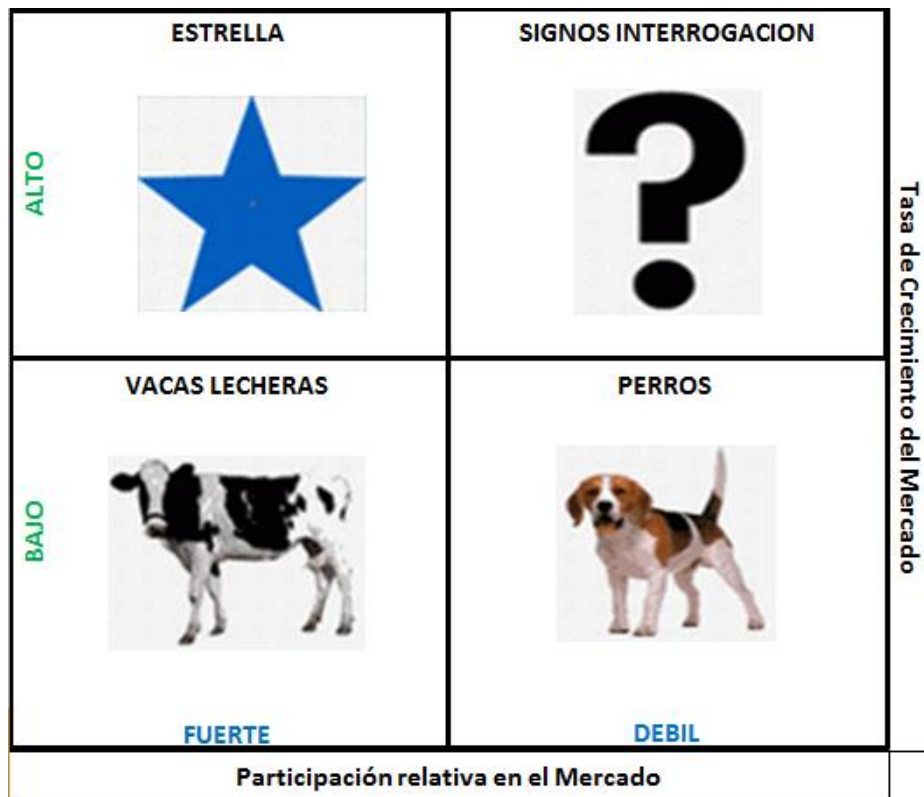 ESTRELLA
SIGNOS INTERROGACION
ALTO
?
Tasa de Crecimiento del Mercado
VACAS LECHERAS
PERROS
BAJO
FUERTE
DEBIL
Participación relativa en el Mercado